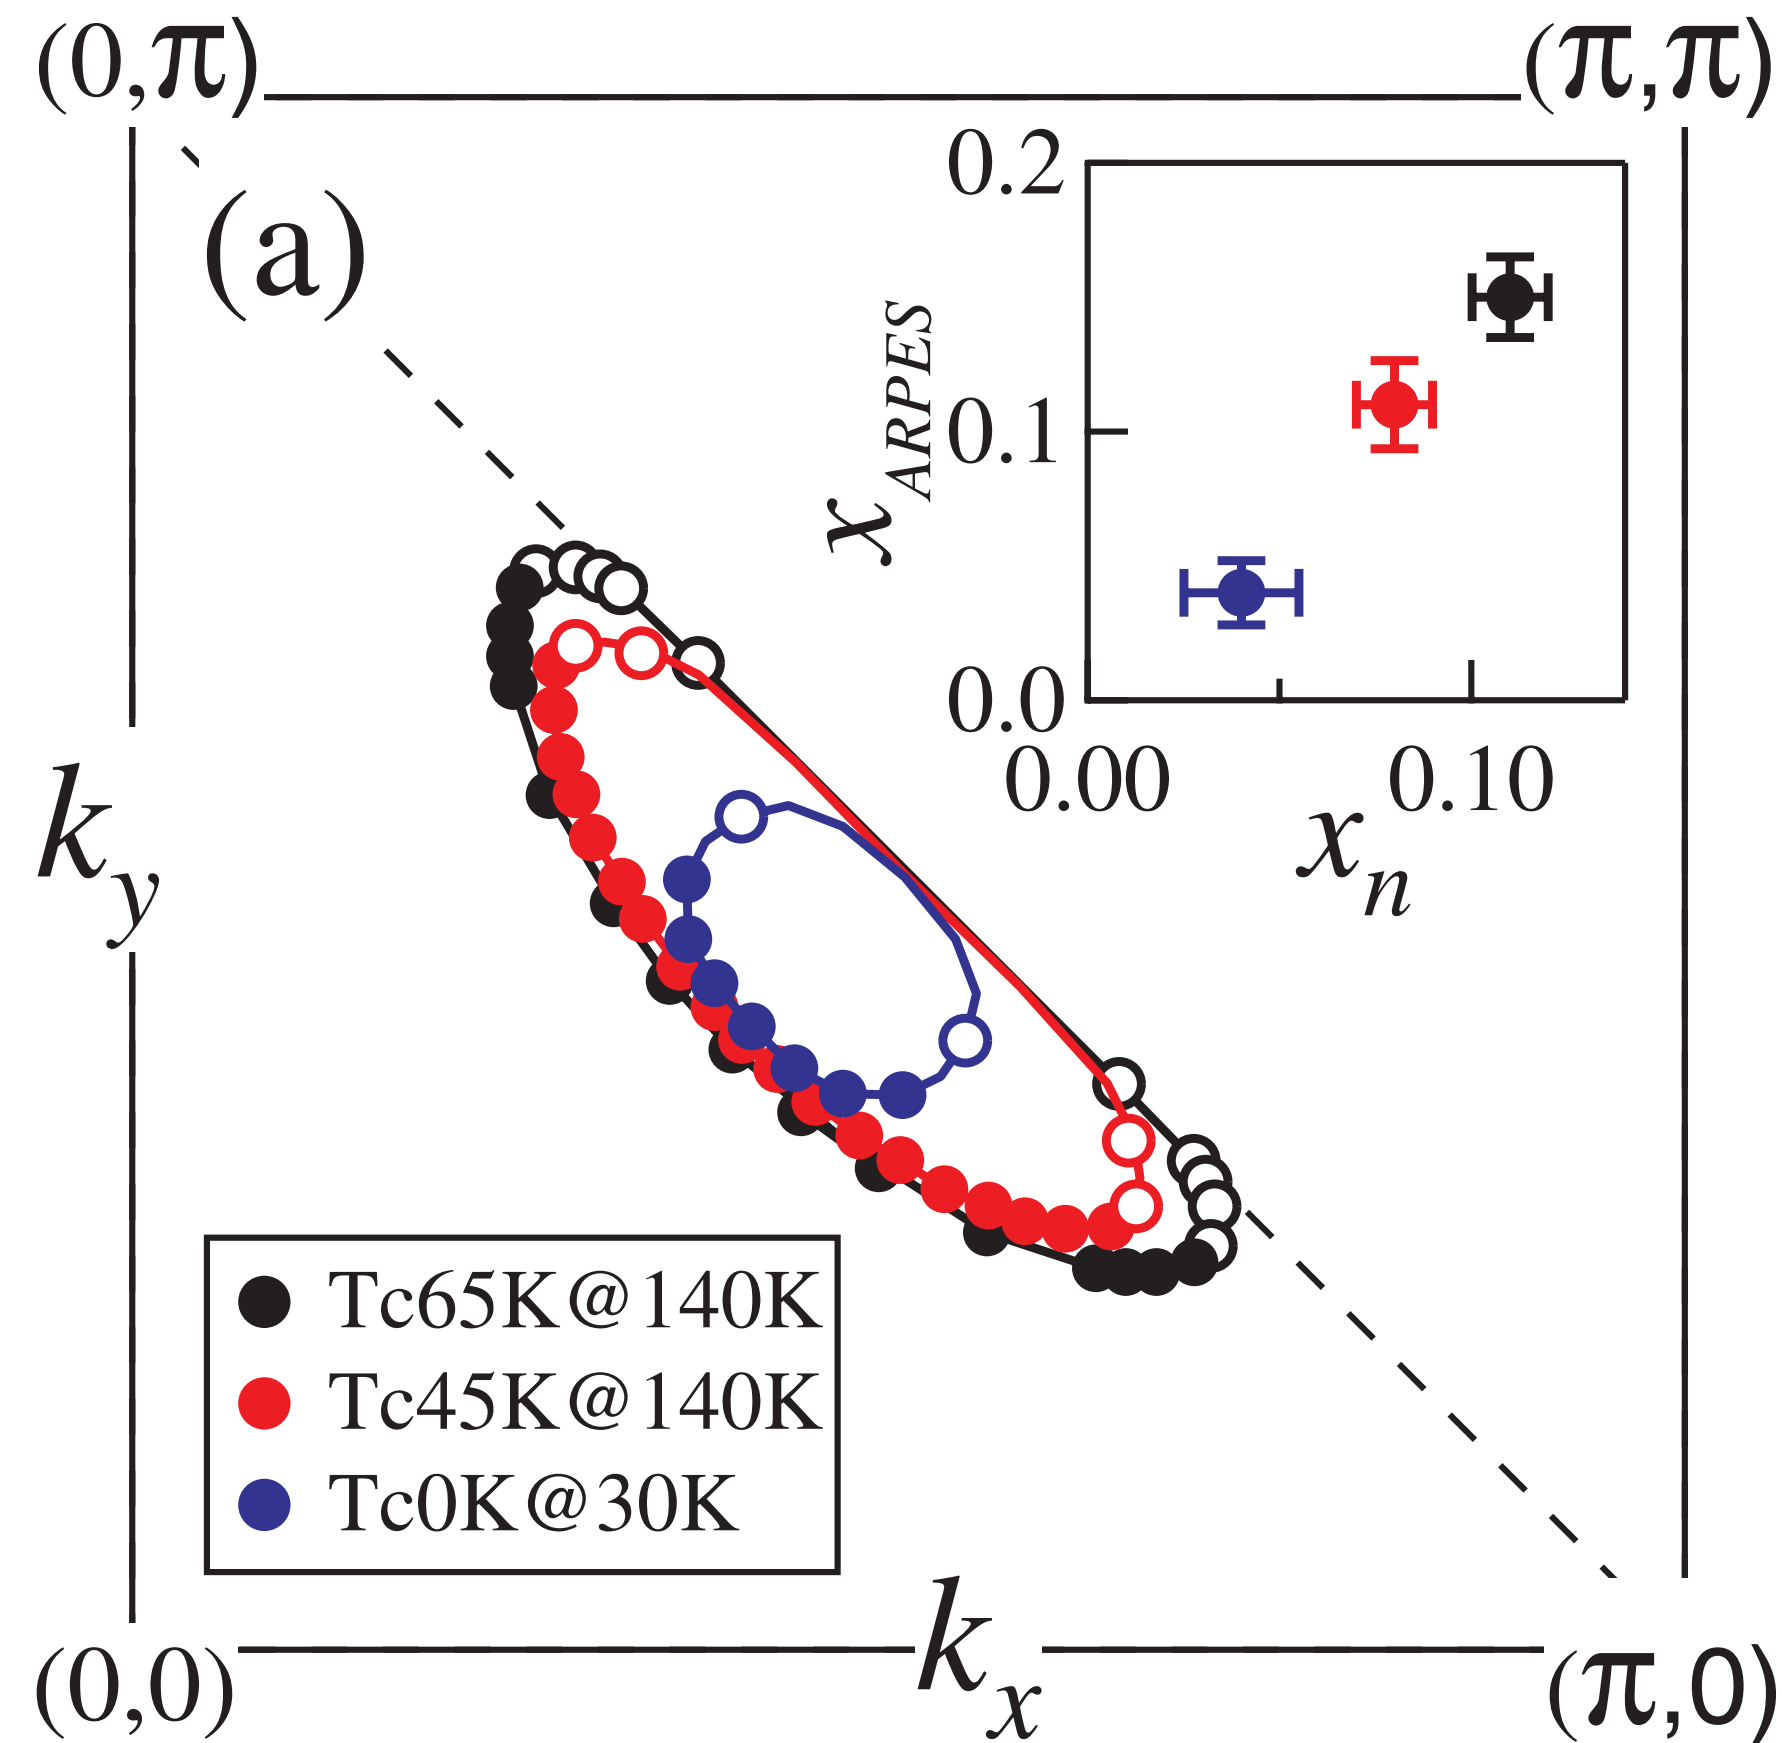 (0,π)
(π,π)
(a)
0.2
0.1
0.0
x_ARPES
0.00
0.10
x_n
k_y
Tc65K@140K
Tc45K@140K
Tc0K@30K
(0,0)
k_x
(π,0)